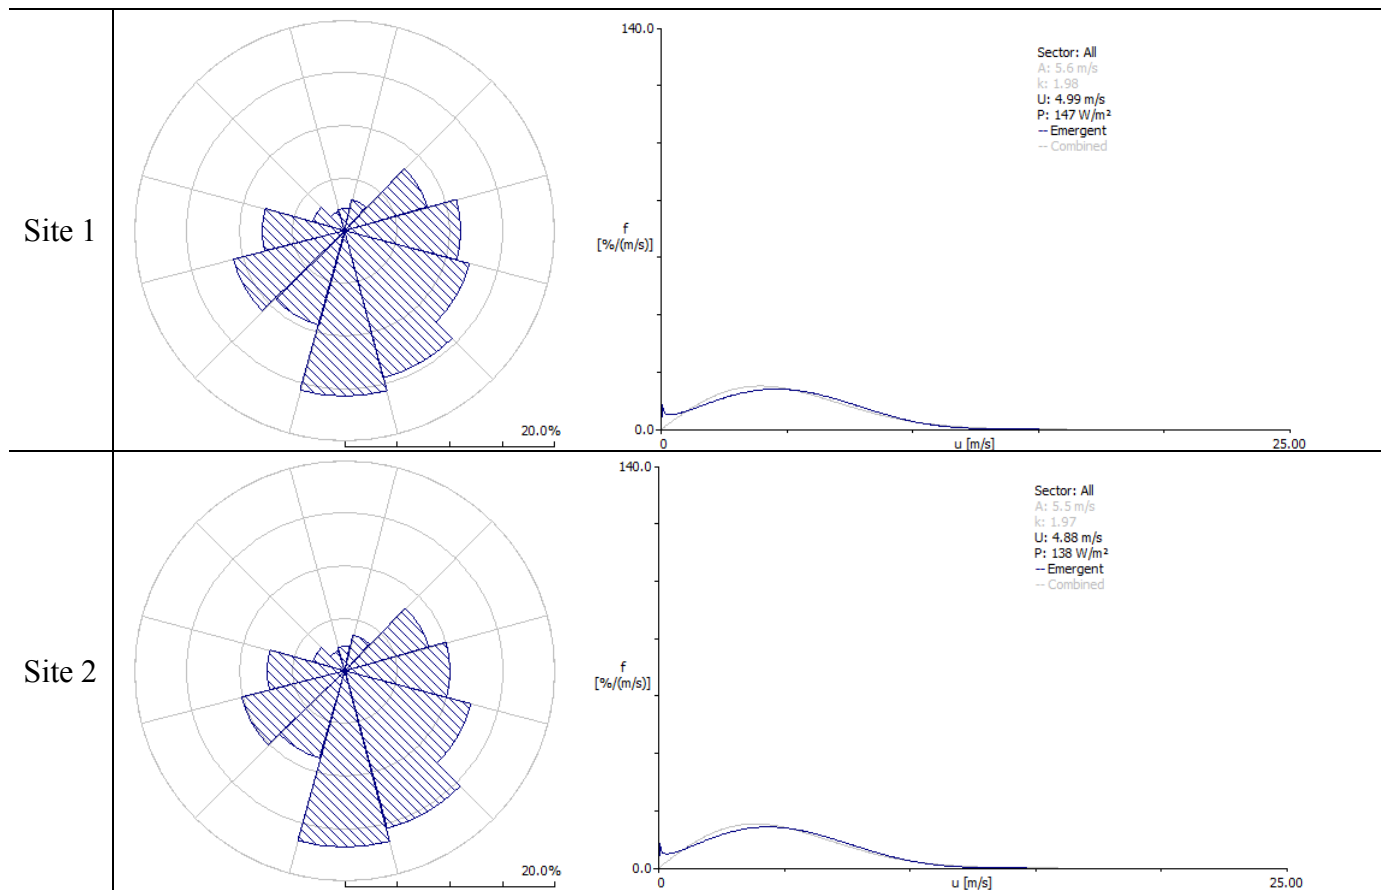 140.0
Sector: All
A: 5.6 m/s
k: 1.98
U: 4.99 m/s
P: 147 W/m²
-- Emergent
-- Combined
Site 1
f
[%/(m/s)]
20.0%
0.0
0
u [m/s]
25.00
140.0
Sector: All
A: 5.5 m/s
k: 1.97
U: 4.88 m/s
P: 138 W/m²
-- Emergent
-- Combined
Site 2
f
[%/(m/s)]
20.0%
0.0
0
u [m/s]
25.00